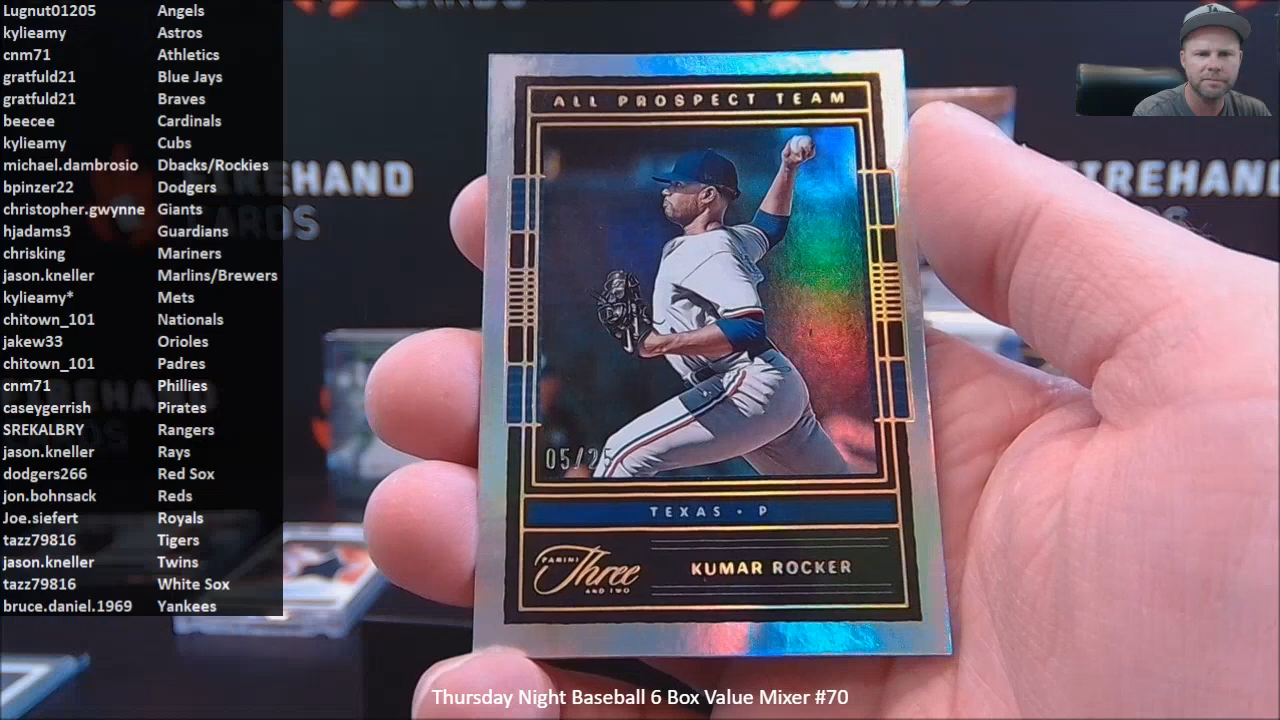 Lugnut01205 Angels
kylieamy Astros
cnm71 Athletics
gratfuld21 Blue Jays
gratfuld21 Braves
beecee Cardinals
kylieamy Cubs
michael.dambrosio Dbacks/Rockies
bpinzer22 Dodgers
christopher.gwynne Giants
hjadams3 Guardians
chrisking Mariners
jason.kneller Marlins/Brewers
kylieamy* Mets
chitown_101 Nationals
jakew33 Orioles
chitown_101 Padres
cnm71 Phillies
caseygerrish Pirates
SREKALBRY Rangers
jason.kneller Rays
dodgers266 Red Sox
jon.bohnsack Reds
Joe.siefert Royals
tazz79816 Tigers
jason.kneller Twins
tazz79816 White Sox
bruce.daniel.1969 Yankees
ALL PROSPECT TEAM
05/25
TEXAS • P
PANINI
Three
AND TWO
KUMAR ROCKER
Thursday Night Baseball 6 Box Value Mixer #70